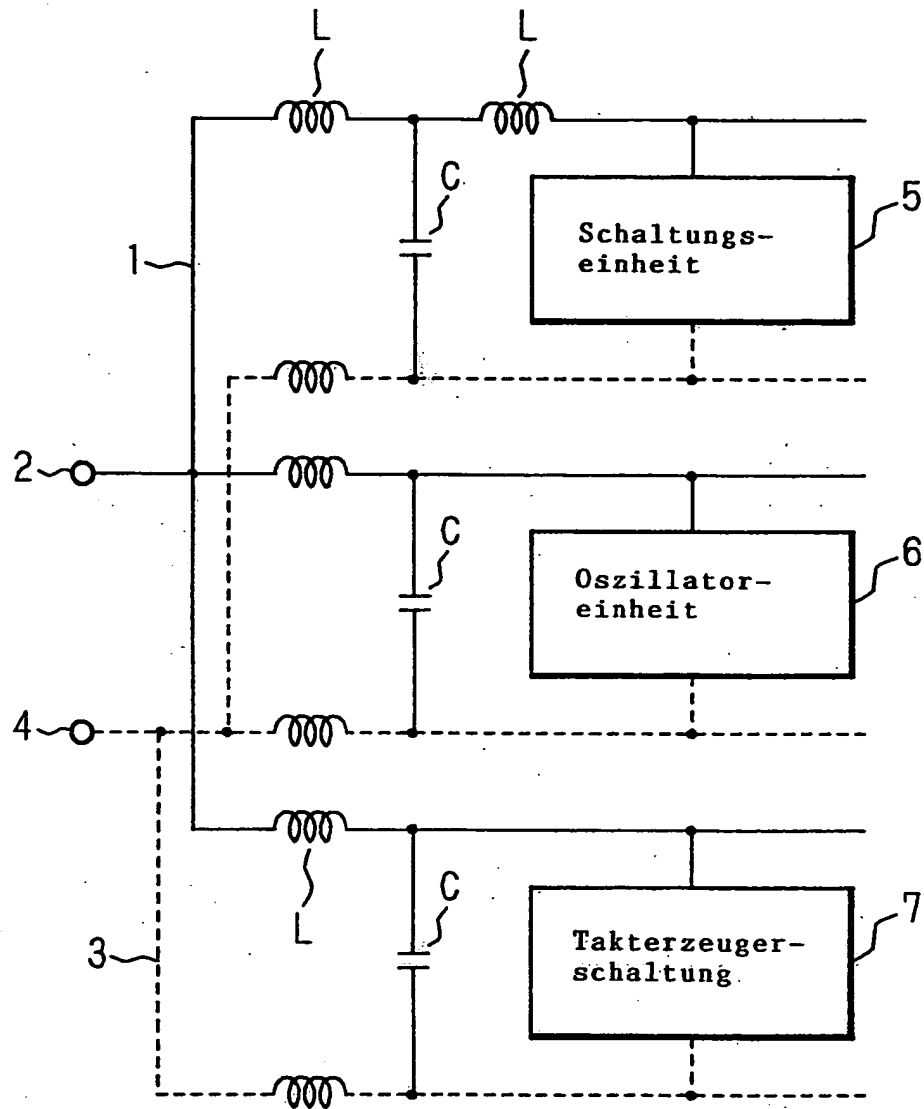 L
L
C
5
Schaltungs-
einheit
1
2
C
6
Oszillator-
einheit
4
L
C
7
Takterzeuger-
schaltung
3